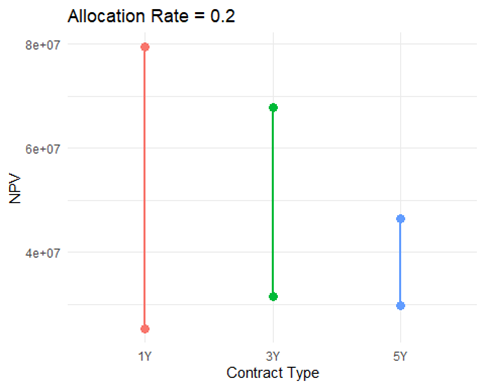 Allocation Rate = 0.2
8e+07
6e+07
4e+07
NPV
1Y
3Y
5Y
Contract Type